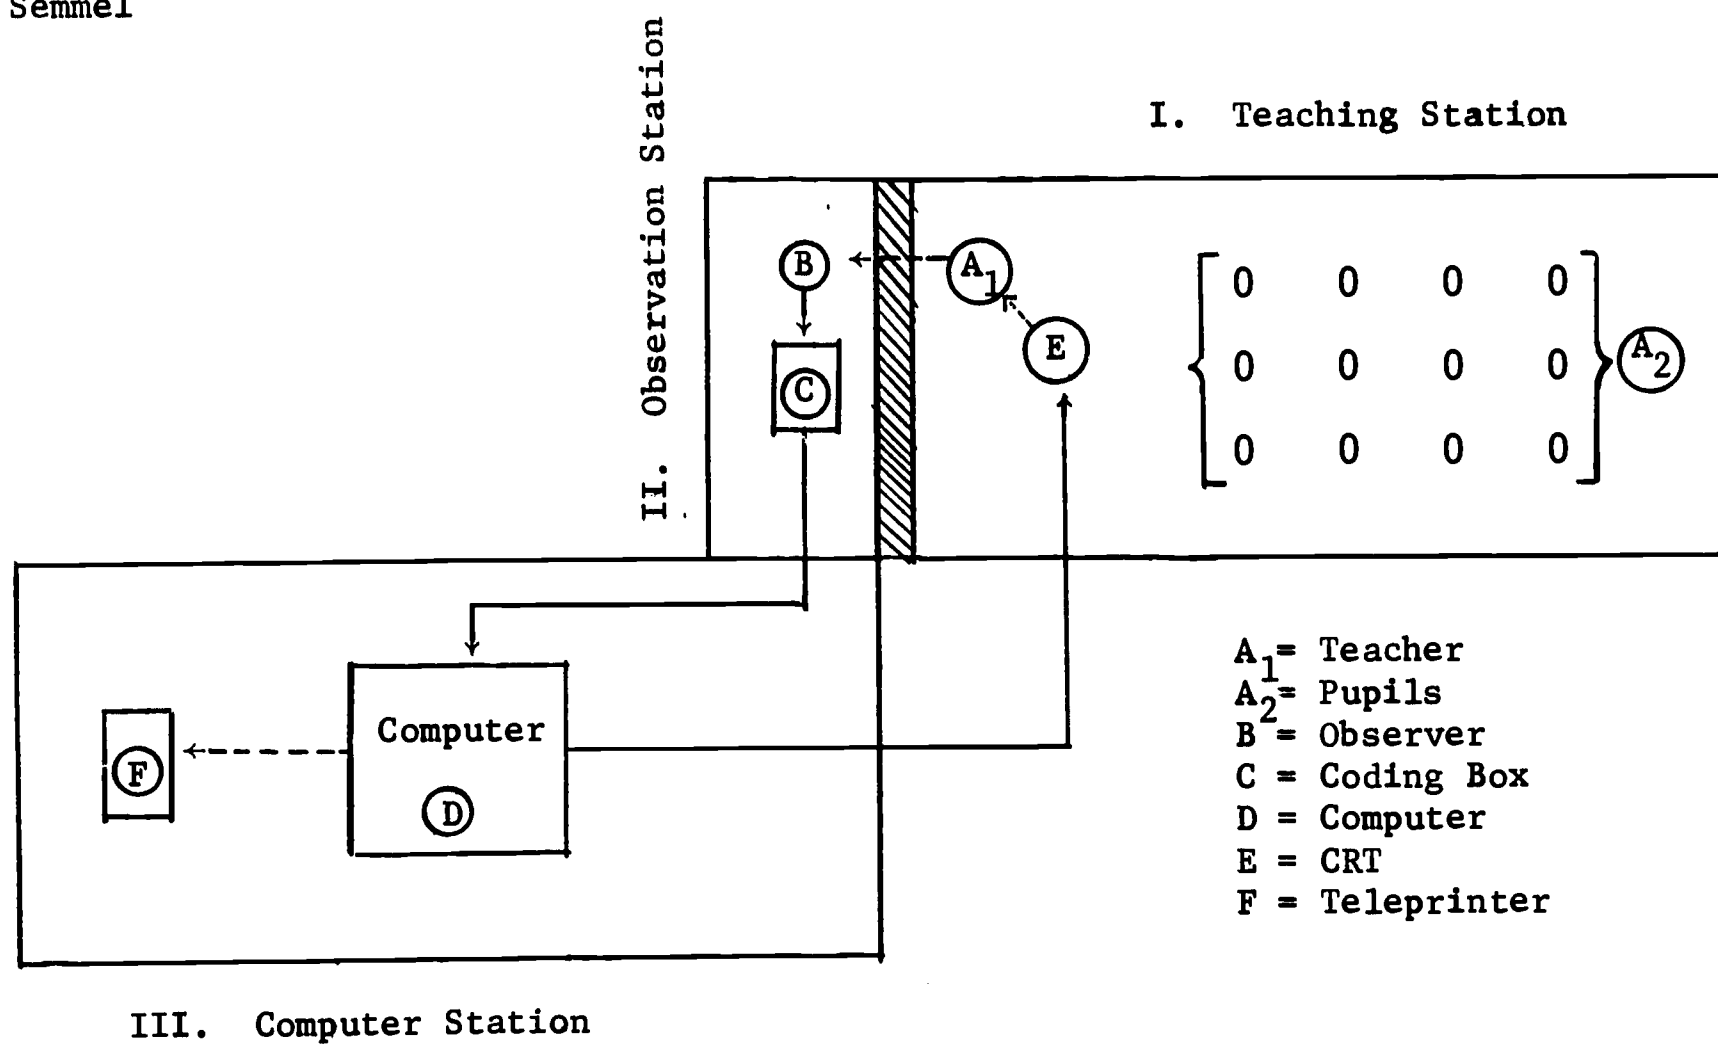 Semmel
I. Teaching Station
II. Observation Station
B
A1
0 0 0 0
E
A2
0 0 0 0
C
0 0 0 0
A1= Teacher
A2= Pupils
B = Observer
C = Coding Box
D = Computer
E = CRT
F = Teleprinter
Computer
F
D
III. Computer Station